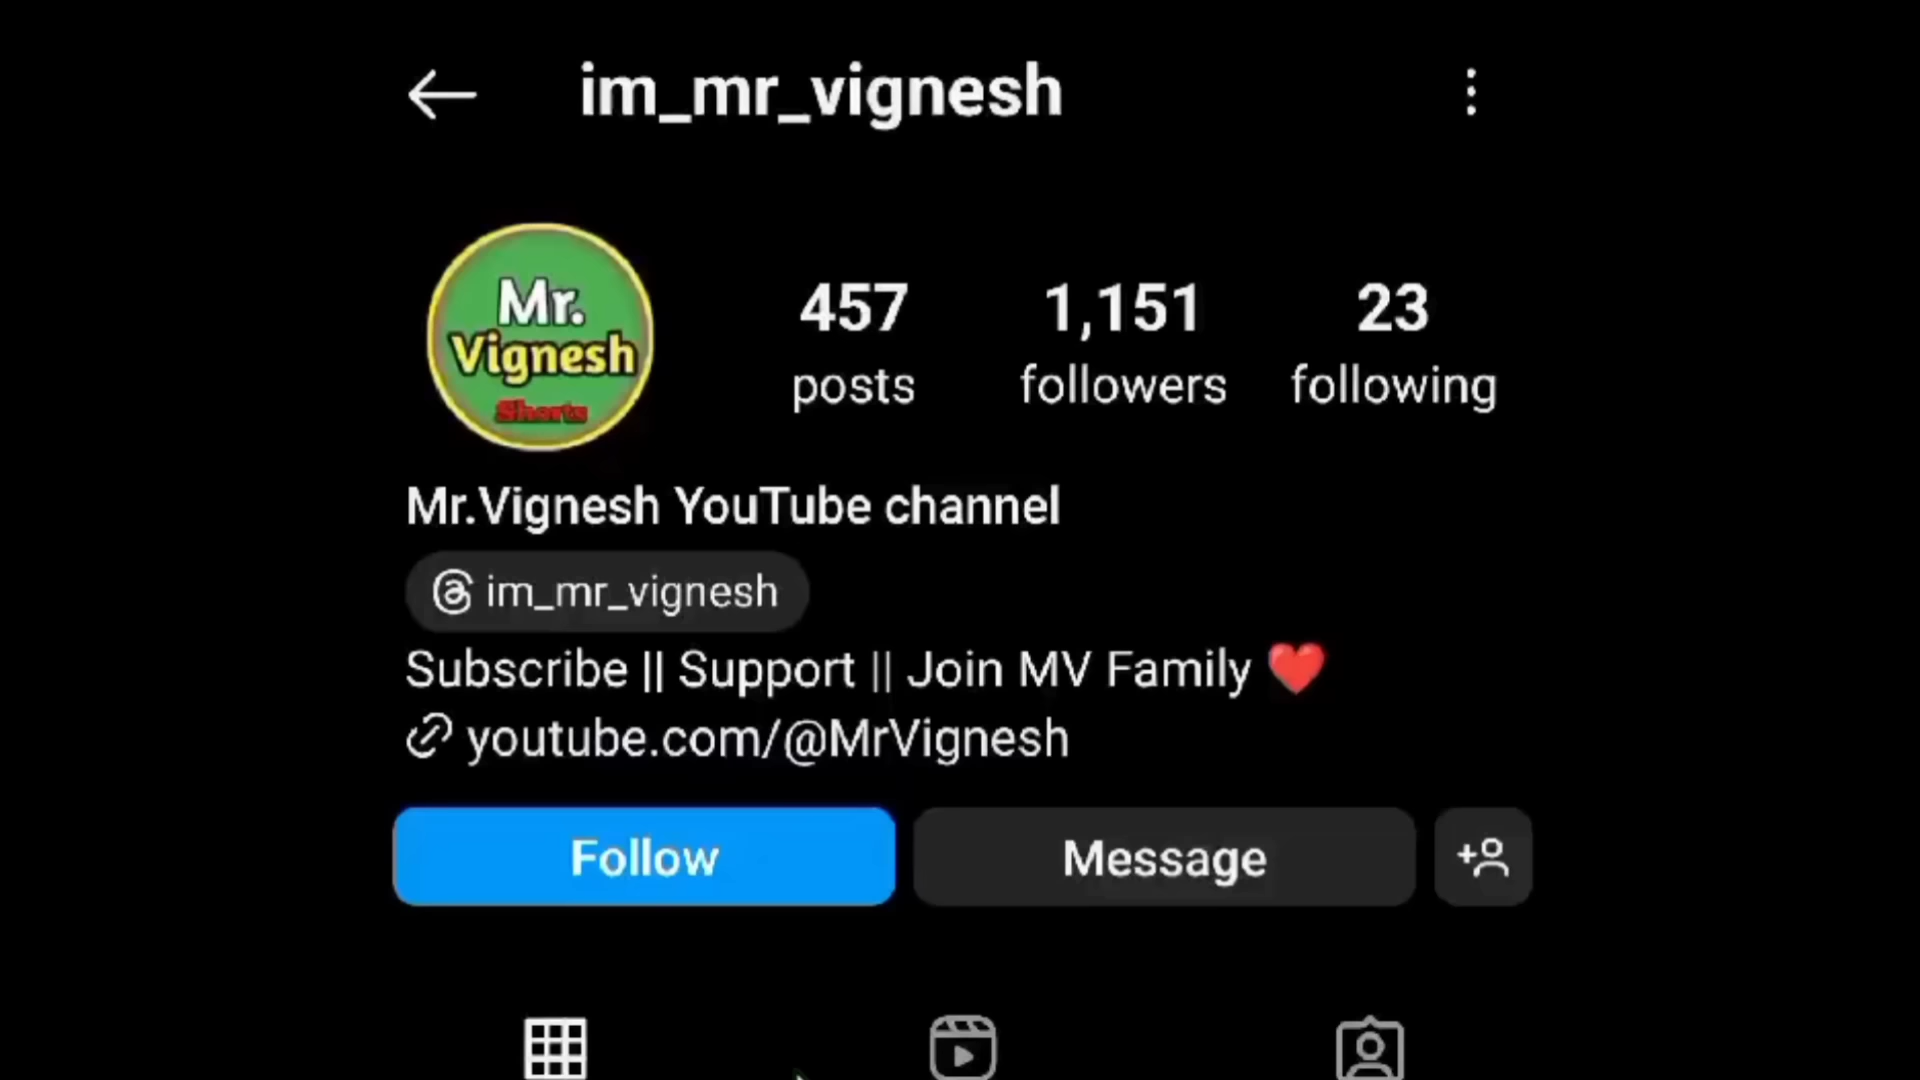 im_mr_vignesh
Mr.
Vignesh
Shorts
457 1,151 23
posts followers following
Mr.Vignesh YouTube channel
im_mr_vignesh
Subscribe || Support || Join MV Family ❤️
youtube.com/@MrVignesh
Follow Message